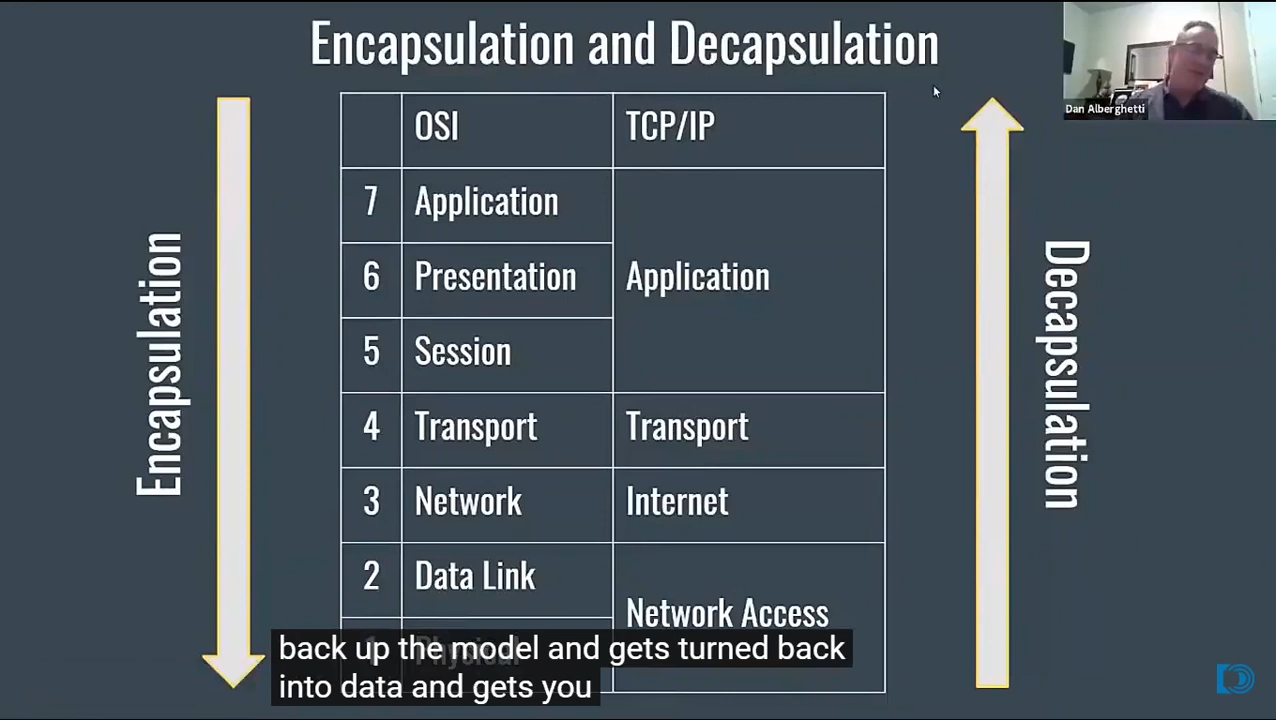 Encapsulation and Decapsulation
Dan Alberghetti
OSI TCP/IP
7 Application
6 Presentation Application
5 Session
4 Transport Transport
3 Network Internet
2 Data Link
Network Access
1 Physical
Encapsulation
Decapsulation
back up the model and gets turned back
into data and gets you